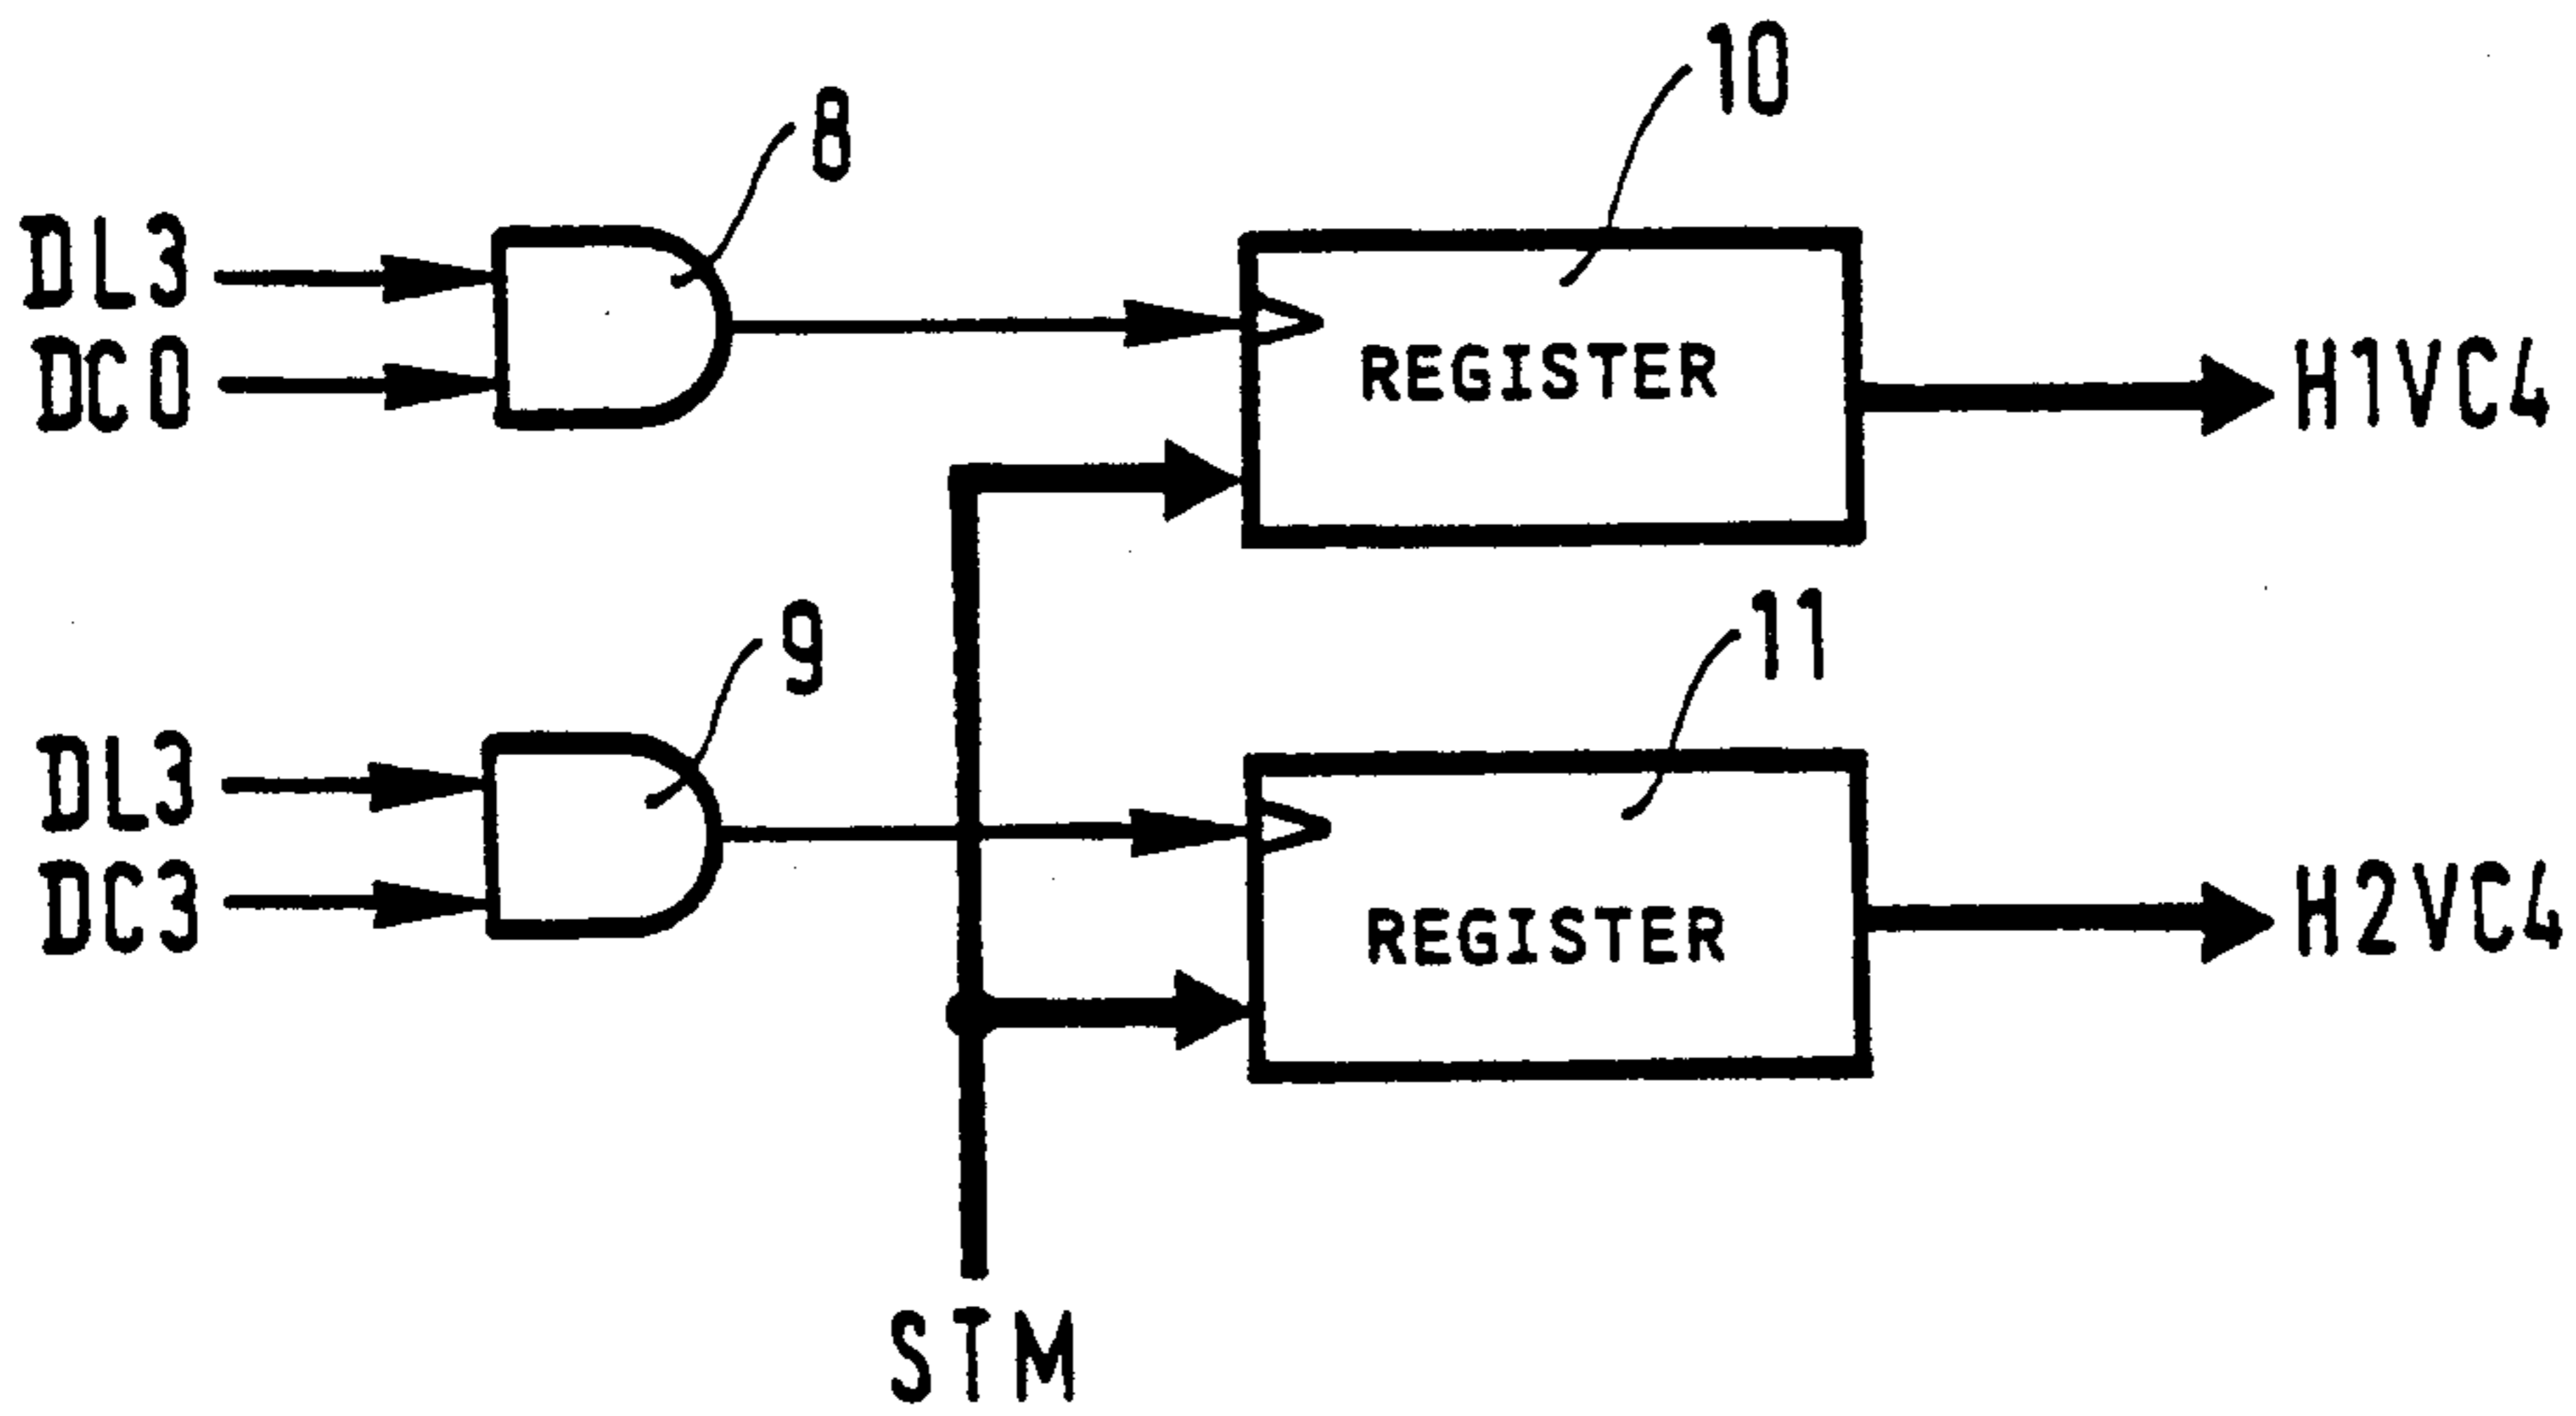 10
8
DL3
DC0
REGISTER
H1VC4
9
11
DL3
DC3
REGISTER
H2VC4
STM